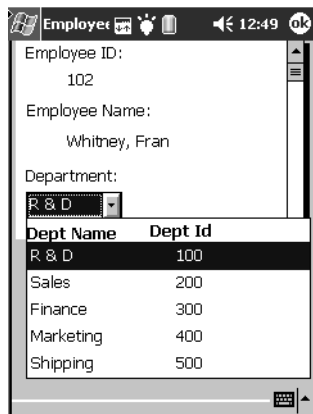 Employee 12:49 ok
Employee ID:
102
Employee Name:
Whitney, Fran
Department:
R & D
Dept Name Dept Id
R & D 100
Sales 200
Finance 300
Marketing 400
Shipping 500